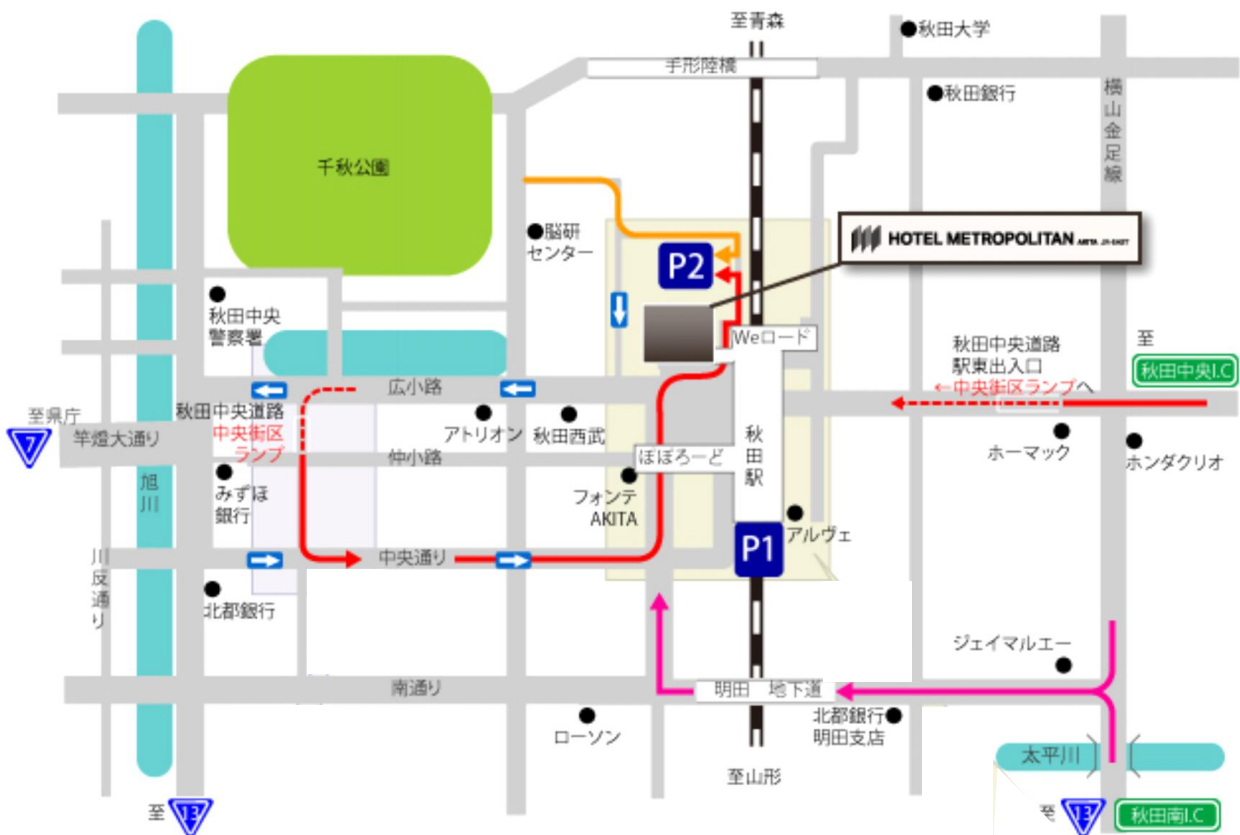 至青森
秋田大学
手形陸橋
秋田銀行
横山金足線
千秋公園
脳研
センター
P2
HOTEL METROPOLITAN AKITA JR-EAST
秋田中央
警察署
Weロード
秋田中央道路
駅東出入口
←中央街区ランプへ
至
秋田中央I.C
広小路
至県庁
7
竿燈大通り
秋田中央道路
中央街区
ランプ
アトリオン
秋田西武
仲小路
ぽぽろーど
秋田駅
ホーマック
ホンダクリオ
旭川
みずほ
銀行
フォンテ
AKITA
アルヴェ
P1
中央通り
川反通り
北都銀行
ジェイマルエー
南通り
明田 地下道
ローソン
北都銀行
明田支店
太平川
至山形
至
13
至
13
秋田南I.C